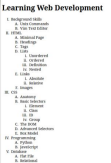 Learning Web Development
I. Background Skills
A. Unix Commands
B. Vim Text Editor
II. HTML
A. Minimal Page
B. Headings
C. Tags
D. Lists
i. Unordered
ii. Ordered
iii. Definition
iv. Nested
E. Links
i. Absolute
ii. Relative
F. Images
III. CSS
A. Anatomy
B. Basic Selectors
i. Element
ii. Class
iii. ID
iv. Group
C. The DOM
D. Advanced Selectors
E. Box Model
IV. Programming
A. Python
B. JavaScript
V. Database
A. Flat File
B. Relational